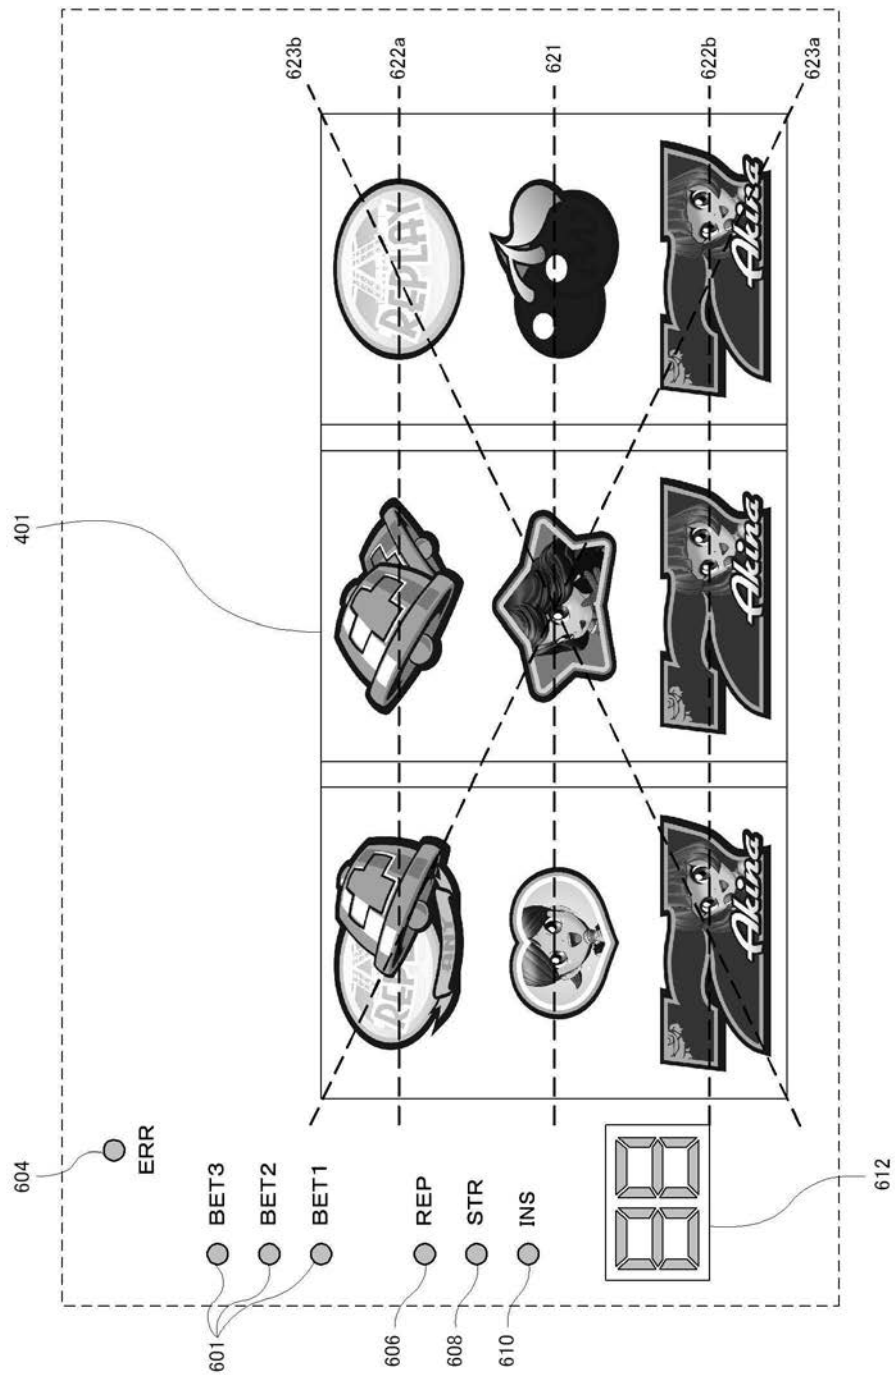 604
401
ERR
BET3
BET2
BET1
601
623b
REPLAY
622a
REP
606
STR
608
INS
610
621
Akina
Akina
Akina
622b
623a
612